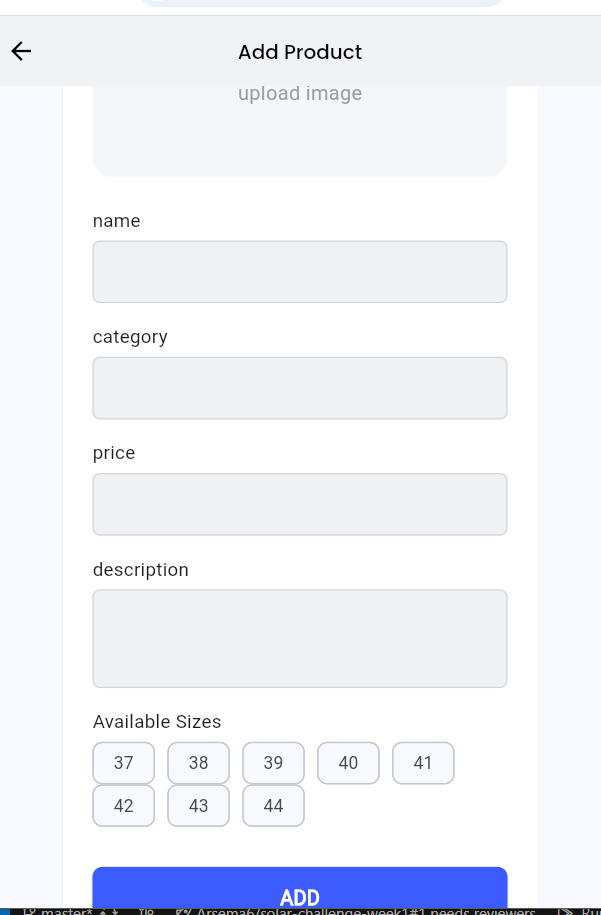 Add Product
upload image
name
category
price
description
Available Sizes
37 38 39 40 41
42 43 44
ADD
master* Arsema6/solar-challenge-week1#1 needs reviewers